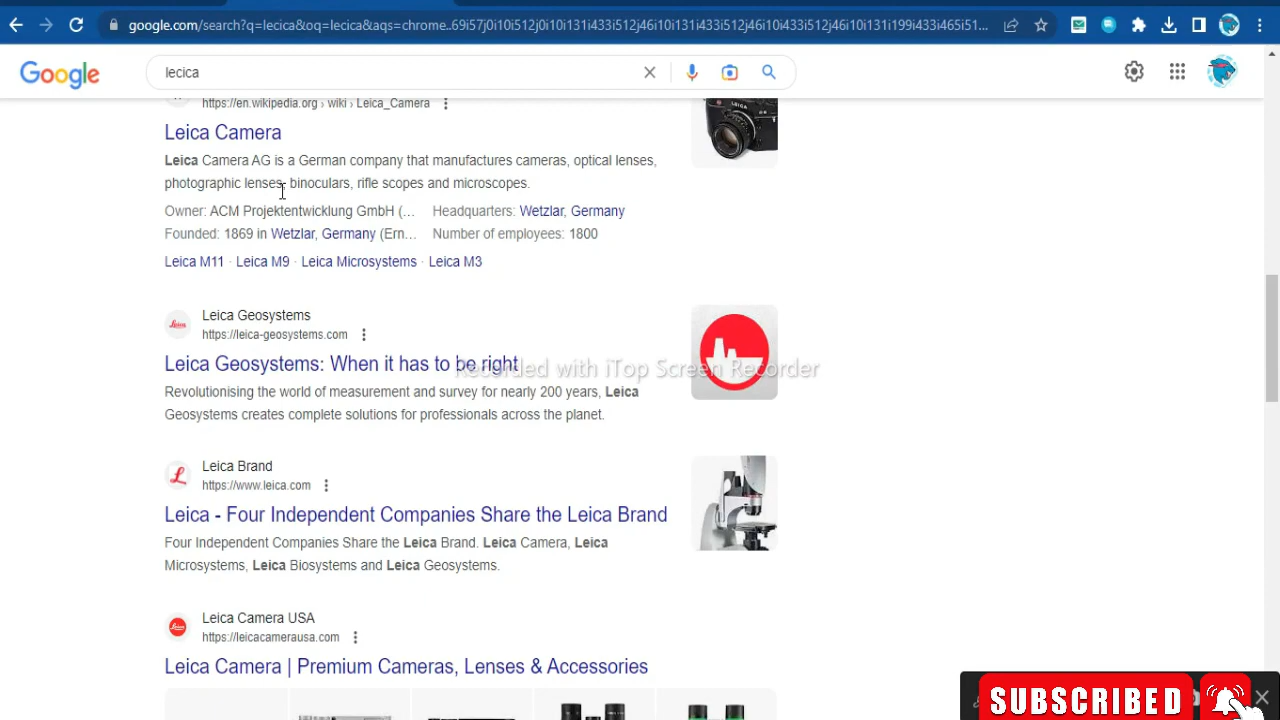 google.com/search?q=lecica&oq=lecica&aqs=chrome..69i57j0i10i512j0i10i131i433i512j46i10i131i433i512j46i10i131i199i433i465i51...
Google
lecica
https://en.wikipedia.org › wiki › Leica_Camera
Leica Camera
Leica Camera AG is a German company that manufactures cameras, optical lenses,
photographic lenses, binoculars, rifle scopes and microscopes.
Owner: ACM Projektentwicklung GmbH (... Headquarters: Wetzlar, Germany
Founded: 1869 in Wetzlar, Germany (Ern... Number of employees: 1800
Leica M11 · Leica M9 · Leica Microsystems · Leica M3
Leica Geosystems
https://leica-geosystems.com
Leica Geosystems: When it has to be right
Recorded with iTop Screen Recorder
Revolutionising the world of measurement and survey for nearly 200 years, Leica
Geosystems creates complete solutions for professionals across the planet.
Leica Brand
https://www.leica.com
Leica - Four Independent Companies Share the Leica Brand
Four Independent Companies Share the Leica Brand. Leica Camera, Leica
Microsystems, Leica Biosystems and Leica Geosystems.
Leica Camera USA
https://leicacamerausa.com
Leica Camera | Premium Cameras, Lenses & Accessories
SUBSCRIBED